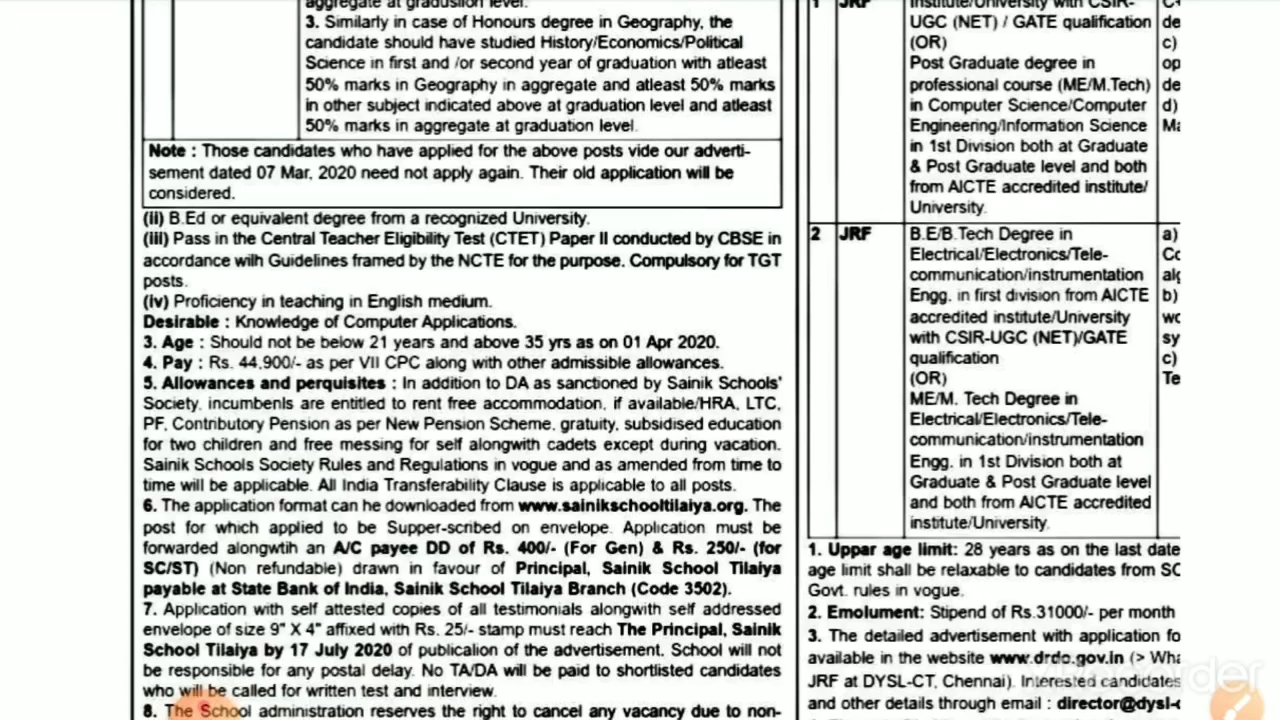 aggregate at graduation level.
3. Similarly in case of Honours degree in Geography, the
candidate should have studied History/Economics/Political
Science in first and /or second year of graduation with atleast
50% marks in Geography in aggregate and atleast 50% marks
in other subject indicated above at graduation level and atleast
50% marks in aggregate at graduation level.
Note : Those candidates who have applied for the above posts vide our adverti-
sement dated 07 Mar, 2020 need not apply again. Their old application will be
considered.
(ii) B.Ed or equivalent degree from a recognized University.
(iii) Pass in the Central Teacher Eligibility Test (CTET) Paper II conducted by CBSE in
accordance with Guidelines framed by the NCTE for the purpose. Compulsory for TGT
posts.
(iv) Proficiency in teaching in English medium.
Desirable : Knowledge of Computer Applications.
3. Age : Should not be below 21 years and above 35 yrs as on 01 Apr 2020.
4. Pay : Rs. 44,900/- as per VII CPC along with other admissible allowances.
5. Allowances and perquisites : In addition to DA as sanctioned by Sainik Schools'
Society, incumbents are entitled to rent free accommodation, if available/HRA, LTC,
PF, Contributory Pension as per New Pension Scheme, gratuity, subsidised education
for two children and free messing for self alongwith cadets except during vacation.
Sainik Schools Society Rules and Regulations in vogue and as amended from time to
time will be applicable. All India Transferability Clause is applicable to all posts.
6. The application format can he downloaded from www.sainikschooltilaiya.org. The
post for which applied to be Supper-scribed on envelope. Application must be
forwarded alongwtih an A/C payee DD of Rs. 400/- (For Gen) & Rs. 250/- (for
SC/ST) (Non refundable) drawn in favour of Principal, Sainik School Tilaiya
payable at State Bank of India, Sainik School Tilaiya Branch (Code 3502).
7. Application with self attested copies of all testimonials alongwith self addressed
envelope of size 9" X 4" affixed with Rs. 25/- stamp must reach The Principal, Sainik
School Tilaiya by 17 July 2020 of publication of the advertisement. School will not
be responsible for any postal delay. No TA/DA will be paid to shortlisted candidates
who will be called for written test and interview.
8. The School administration reserves the right to cancel any vacancy due to non-
1 JRF Institute/University with CSIR-
UGC (NET) / GATE qualification
(OR)
Post Graduate degree in
professional course (ME/M.Tech)
in Computer Science/Computer
Engineering/Information Science
in 1st Division both at Graduate
& Post Graduate level and both
from AICTE accredited institute/
University.
de
c)
op
de
d)
Ma
2 JRF B.E/B.Tech Degree in
Electrical/Electronics/Tele-
communication/instrumentation
Engg. in first division from AICTE
accredited institute/University
with CSIR-UGC (NET)/GATE
qualification
(OR)
ME/M. Tech Degree in
Electrical/Electronics/Tele-
communication/instrumentation
Engg. in 1st Division both at
Graduate & Post Graduate level
and both from AICTE accredited
institute/University.
a)
Cc
alg
b)
wo
sy
c)
Te
1. Uppar age limit: 28 years as on the last date
age limit shall be relaxable to candidates from SC
Govt. rules in vogue.
2. Emolument: Stipend of Rs.31000/- per month
3. The detailed advertisement with application fo
available in the website www.drdo.gov.in (> Wha
JRF at DYSL-CT, Chennai). Interested candidates
and other details through email : director@dysl-c